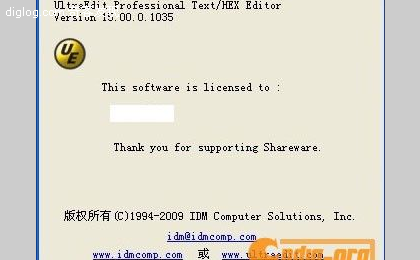 diglog.c
UltraEdit Professional Text/HEX Editor
Version 15.00.0.1035
UE
This software is licensed to :
Thank you for supporting Shareware.
版权所有(C)1994-2009 IDM Computer Solutions, Inc.
idm@idmcomp.com
www.idmcomp.com 或 www.ultraedit.com